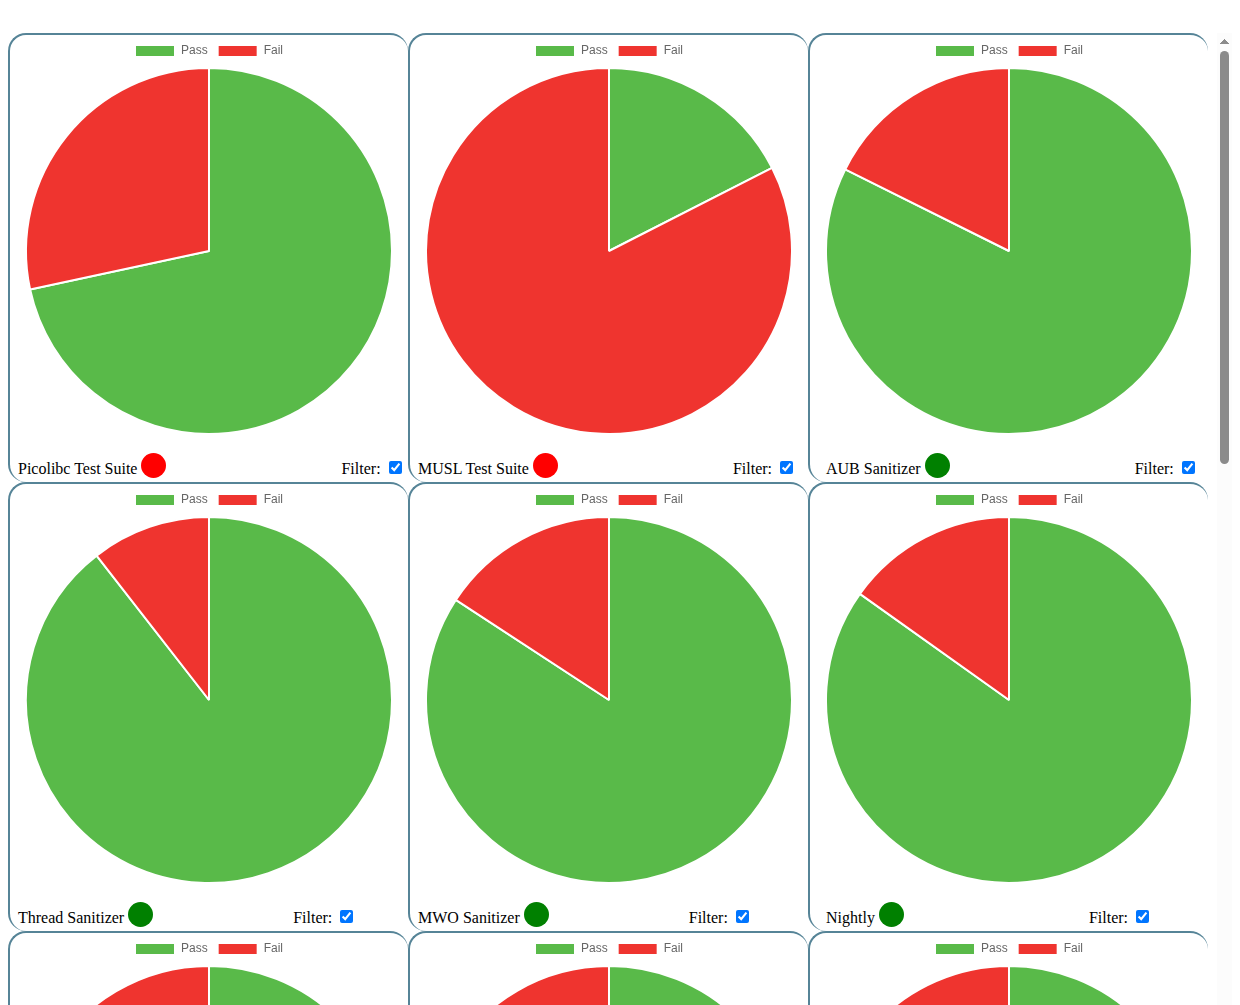 Pass Fail
Pass Fail
Pass Fail
Picolibc Test Suite Filter:
MUSL Test Suite Filter:
AUB Sanitizer Filter:
Pass Fail
Pass Fail
Pass Fail
Thread Sanitizer Filter:
MWO Sanitizer Filter:
Nightly Filter:
Pass Fail
Pass Fail
Pass Fail